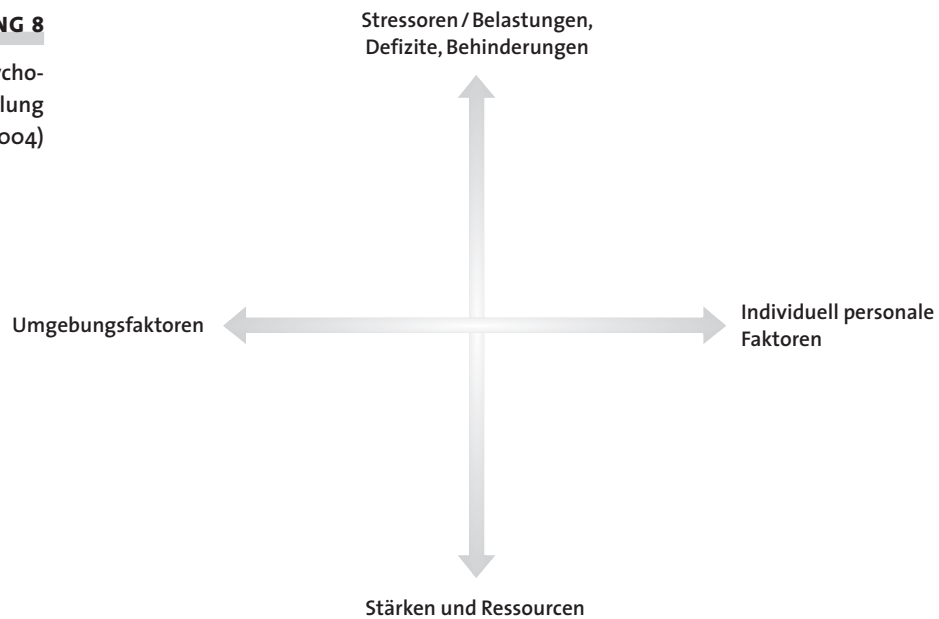 NG 8
cho-
lung
004)
Stressoren / Belastungen,
Defizite, Behinderungen
Umgebungsfaktoren
Individuell personale
Faktoren
Stärken und Ressourcen